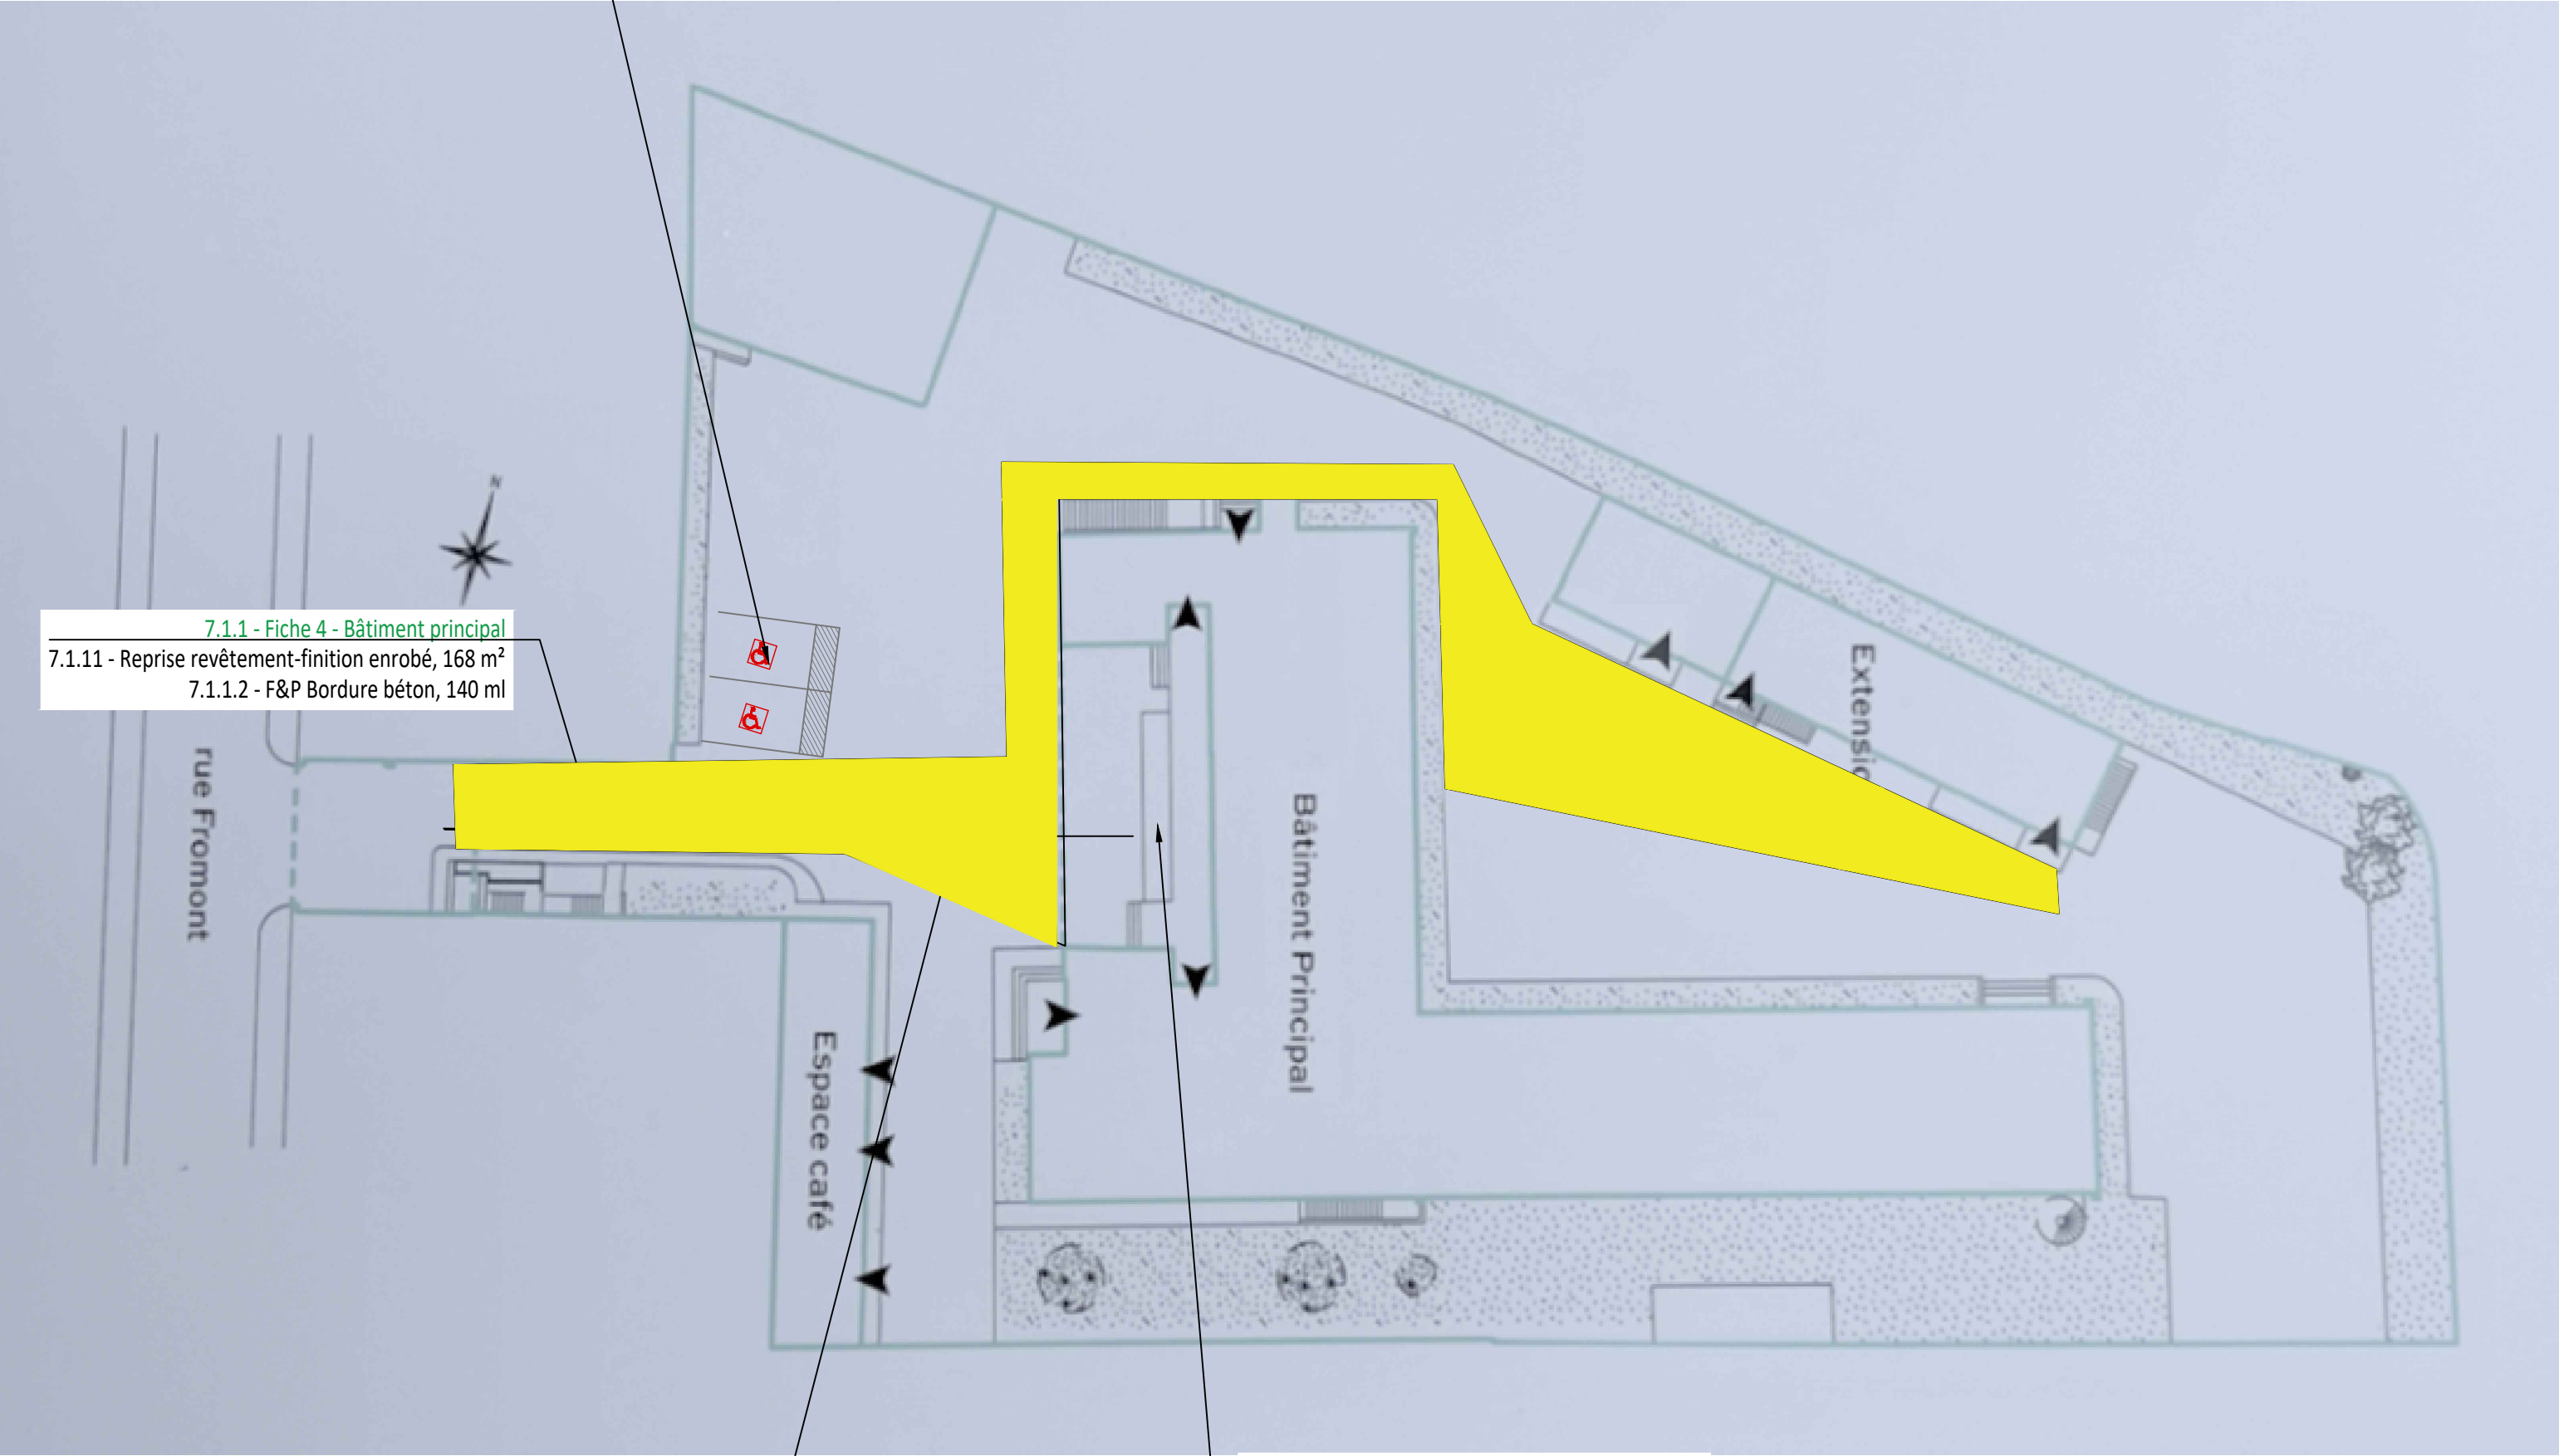 N
7.1.1 - Fiche 4 - Bâtiment principal
7.1.11 - Reprise revêtement-finition enrobé, 168 m²
7.1.1.2 - F&P Bordure béton, 140 ml
rue Fromont
Extensio
Bâtiment Principal
Espace café